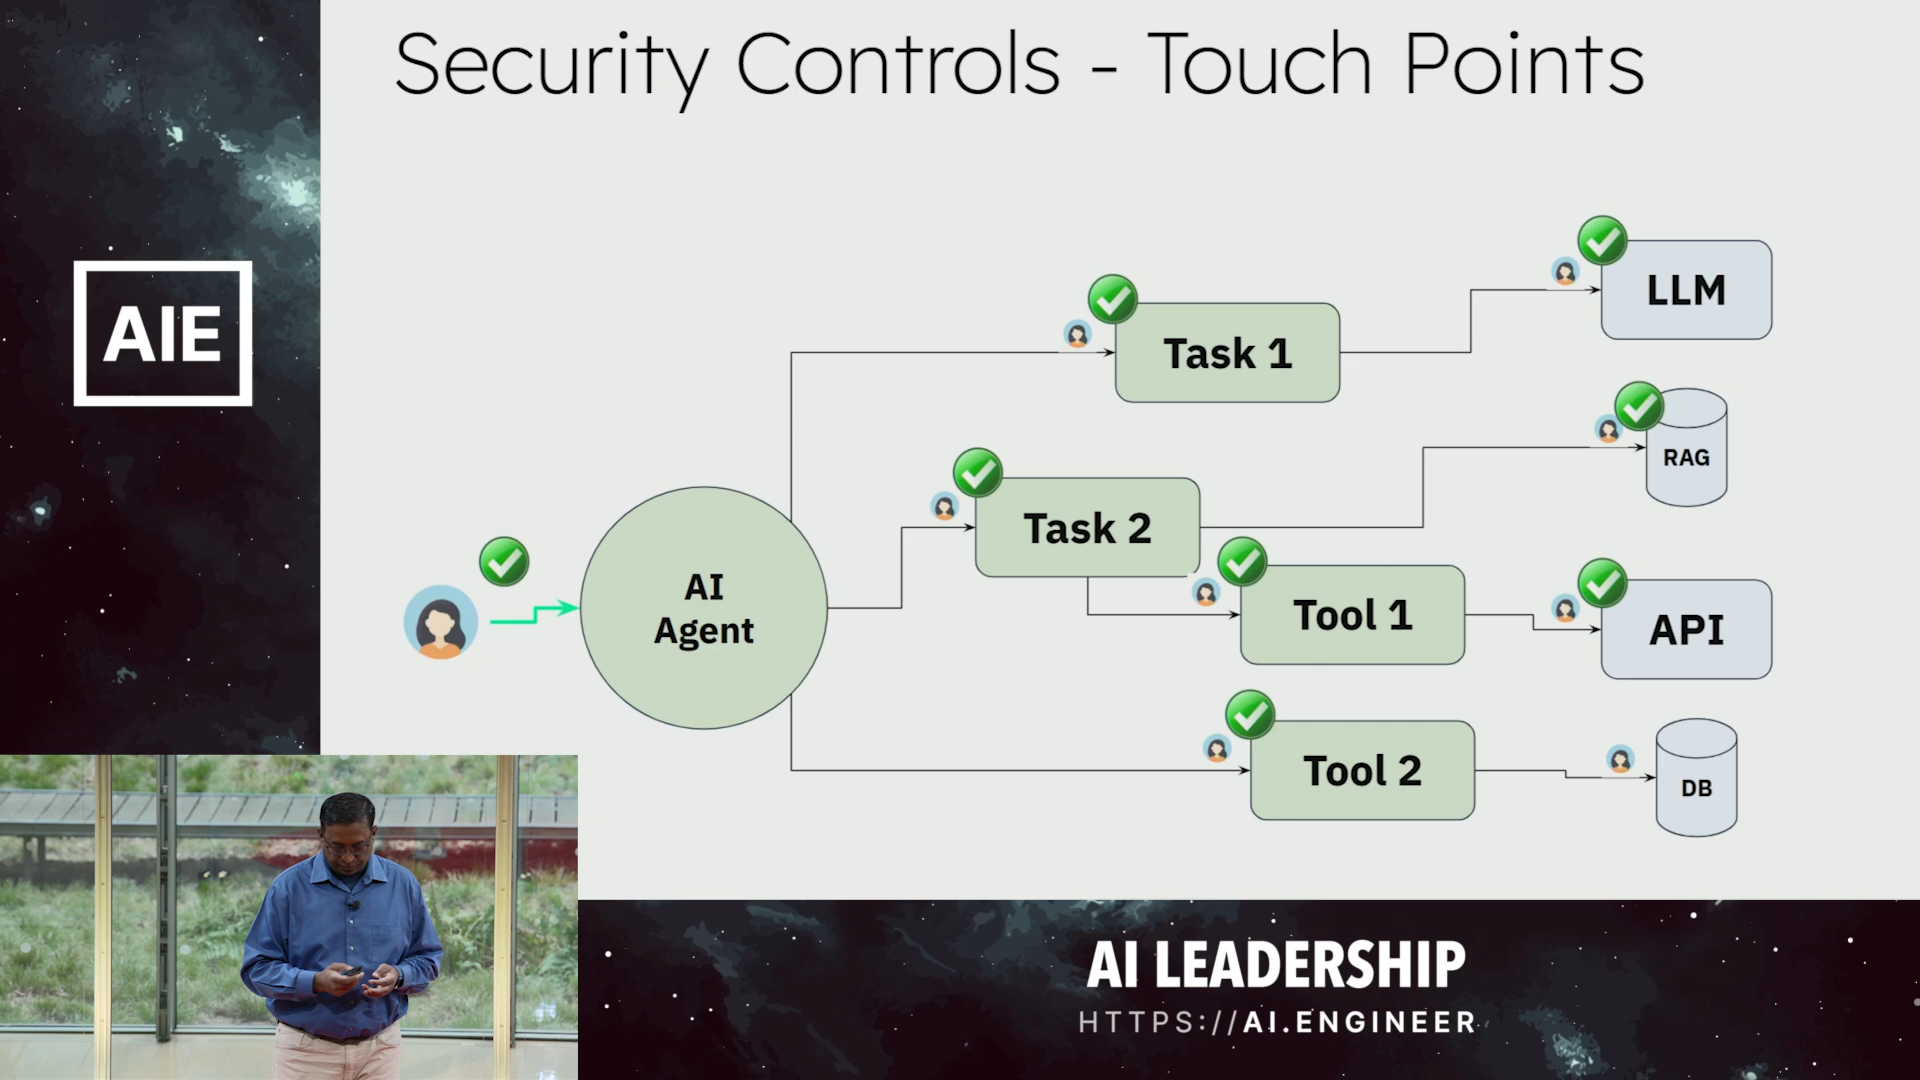 Security Controls - Touch Points
AIE
LLM
Task 1
RAG
Task 2
AI
Agent
Tool 1
API
Tool 2
DB
AI LEADERSHIP
HTTPS://AI.ENGINEER